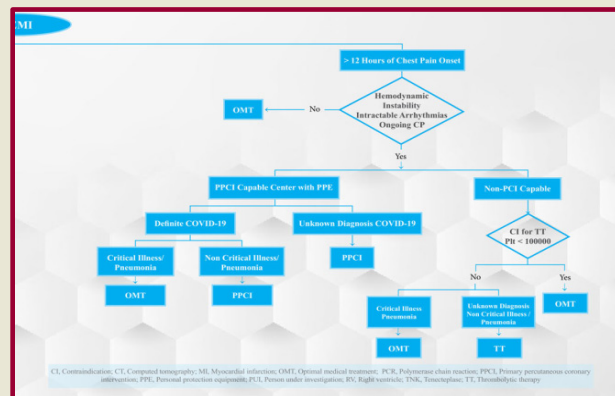 EMI
> 12 Hours of Chest Pain Onset
Hemodynamic
Instability
Intractable Arrhythmias
Ongoing CP
No
OMT
Yes
PPCI Capable Center with PPE
Non-PCI Capable
Definite COVID-19
Unknown Diagnosis COVID-19
CI for TT
Plt < 100000
Critical Illness/
Pneumonia
Non Critical Illness/
Pneumonia
PPCI
OMT
PPCI
No
Yes
Critical Illness
Pneumonia
Unknown Diagnosis
Non Critical Illness /
Pneumonia
OMT
OMT
TT
CI, Contraindication; CT, Computed tomography; MI, Myocardial infarction; OMT, Optimal medical treatment; PCR, Polymerase chain reaction; PPCI, Primary percutaneous coronary
intervention; PPE, Personal protection equipment; PUI, Person under investigation; RV, Right ventricle; TNK, Tenecteplase; TT, Thrombolytic therapy